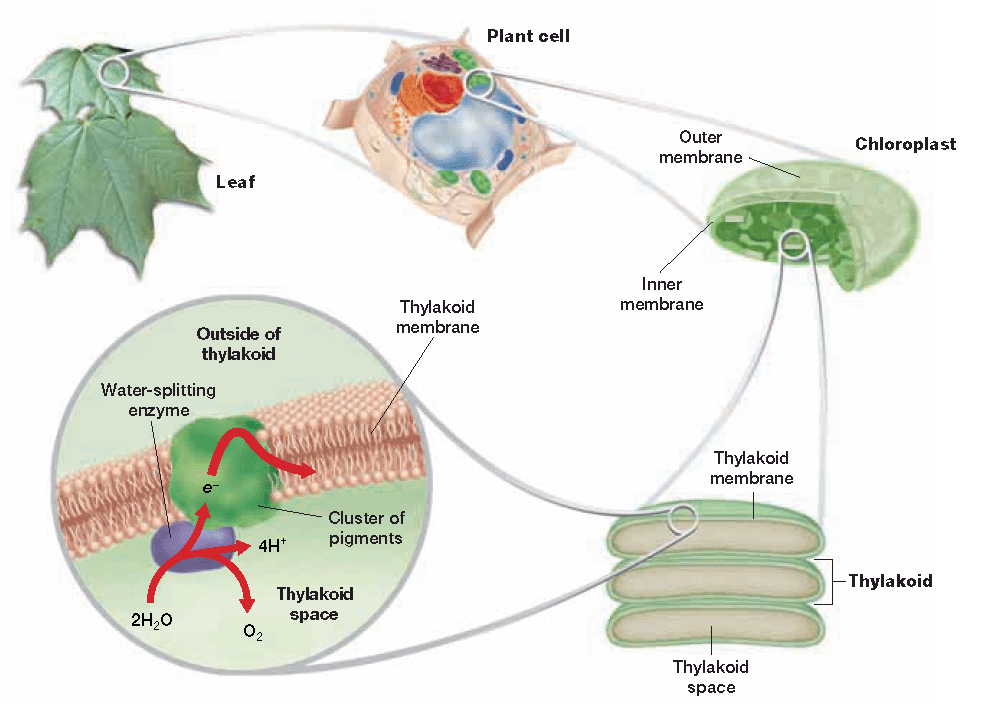 Plant cell
Leaf
Outer
membrane
Chloroplast
Inner
membrane
Thylakoid
membrane
Outside of
thylakoid
Water-splitting
enzyme
e⁻
Cluster of
pigments
4H⁺
Thylakoid
space
2H₂O
O₂
Thylakoid
membrane
Thylakoid
Thylakoid
space